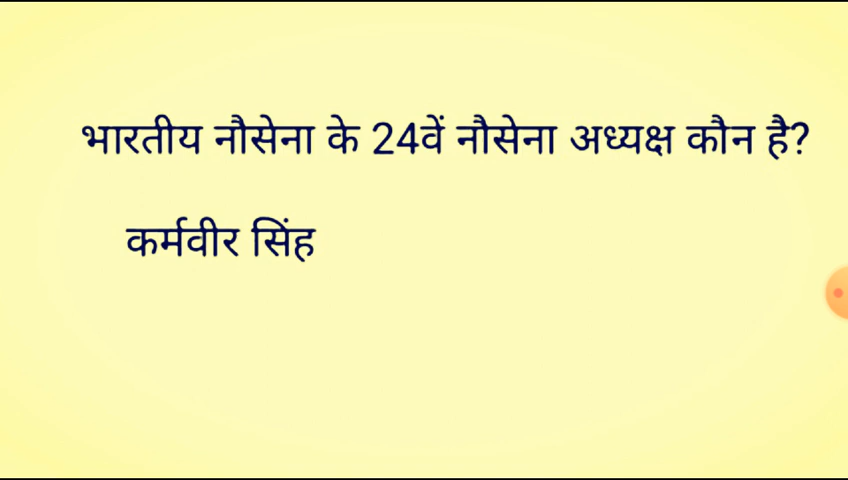 भारतीय नौसेना के 24वें नौसेना अध्यक्ष कौन है?
कर्मवीर सिंह